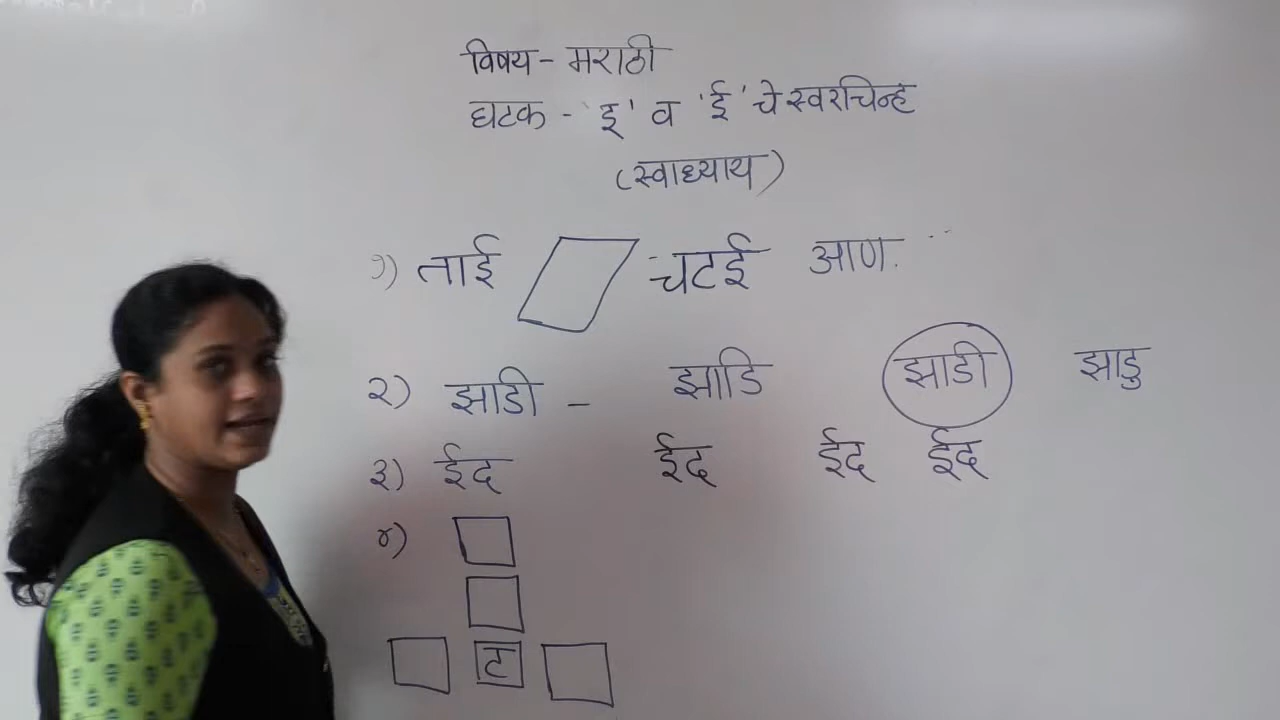 विषय - मराठी
घटक - 'इ' व 'ई' चे स्वरचिन्ह
(स्वाध्याय)
१) ताई चटई आण.
२) झाडी - झाडि झाडी झाडु
३) ईद ईद ईद ईद
४)
ट